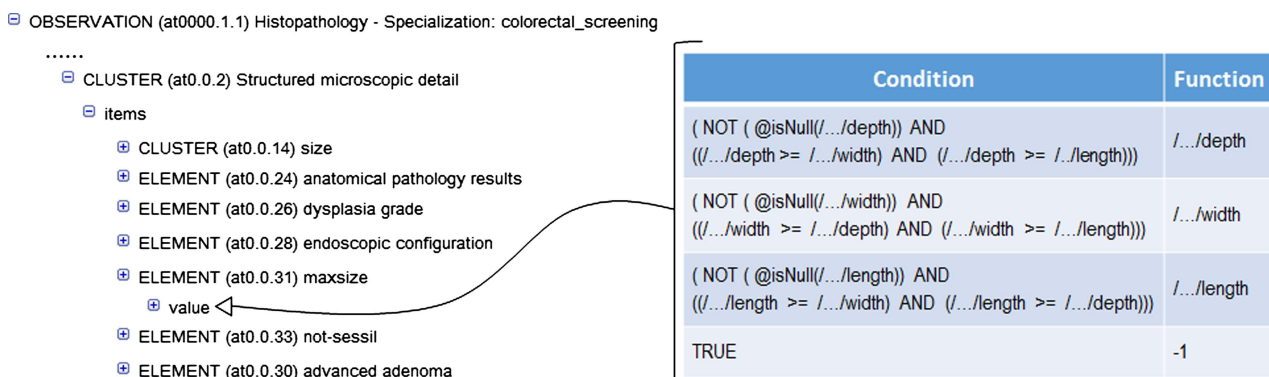 OBSERVATION (at0000.1.1) Histopathology - Specialization: colorectal_screening
......
CLUSTER (at0.0.2) Structured microscopic detail
items
CLUSTER (at0.0.14) size
ELEMENT (at0.0.24) anatomical pathology results
ELEMENT (at0.0.26) dysplasia grade
ELEMENT (at0.0.28) endoscopic configuration
ELEMENT (at0.0.31) maxsize
value
ELEMENT (at0.0.33) not-sessil
ELEMENT (at0.0.30) advanced adenoma
Condition Function
( NOT ( @isNull(/.../depth)) AND
((/.../depth >= /.../width) AND (/.../depth >= /../length)))
/.../depth
( NOT ( @isNull(/.../width)) AND
((/.../width >= /.../depth) AND (/.../width >= /.../length)))
/.../width
( NOT ( @isNull(/.../length)) AND
((/.../length >= /.../width) AND (/.../length >= /.../depth)))
/.../length
TRUE -1